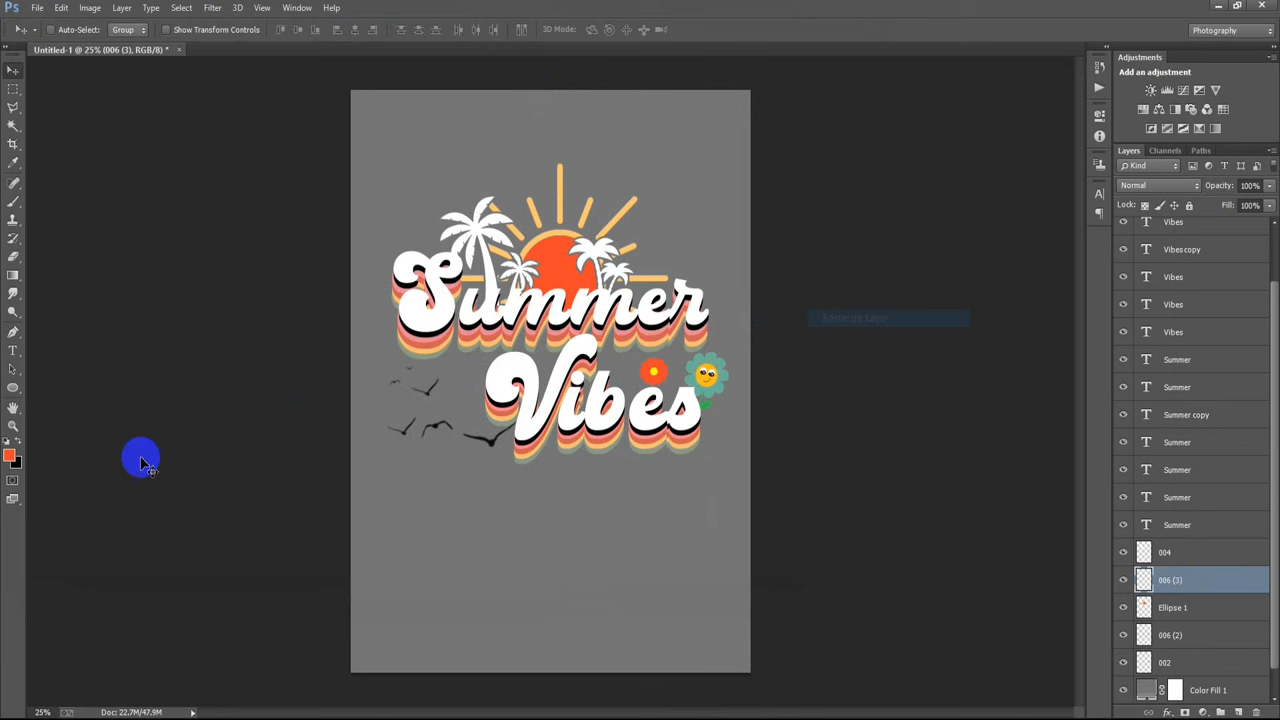 Ps File Edit Image Layer Type Select Filter 3D View Window Help
Auto-Select: Group Show Transform Controls 3D Mode: Photography
Untitled-1 @ 25% (006 (3), RGB/8) * ×
Adjustments
Add an adjustment
Layers Channels Paths
Kind
Normal Opacity: 100%
Lock: Fill: 100%
Vibes
Vibes copy
Vibes
Vibes
Vibes
Summer
Summer
Summer copy
Summer
Summer
Summer
Summer
004
006 (3)
Ellipse 1
006 (2)
002
Color Fill 1
Rasterize Layer
Summer
Vibes
25% Doc: 22.7M/47.9M